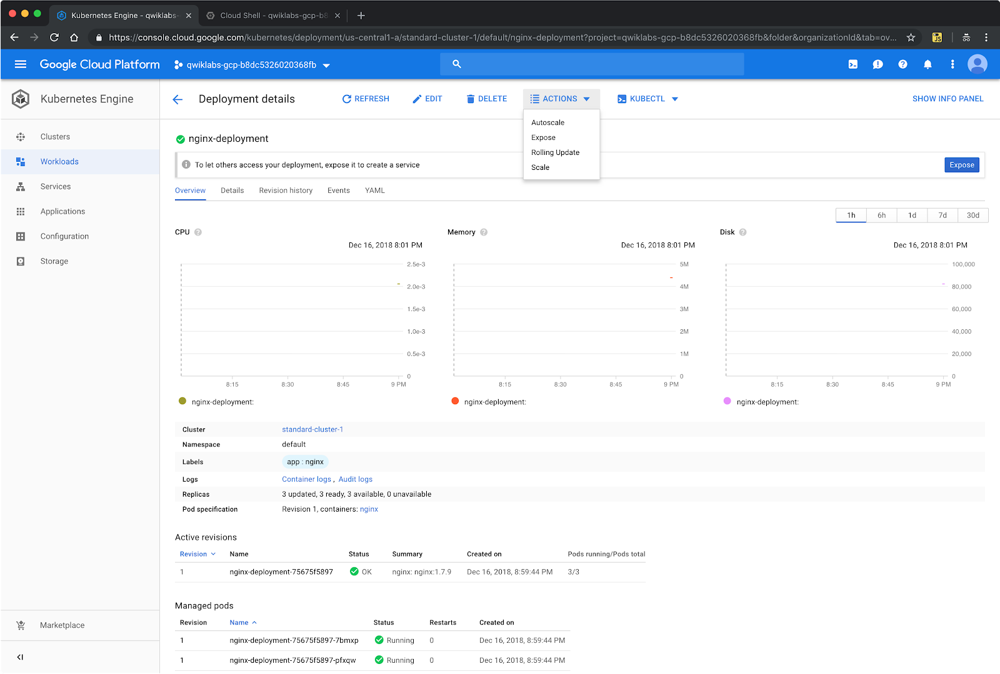 Kubernetes Engine - qwiklabs-
Cloud Shell - qwiklabs-gcp-b8
https://console.cloud.google.com/kubernetes/deployment/us-central1-a/standard-cluster-1/default/nginx-deployment?project=qwiklabs-gcp-b8dc5326020368fb&folder&organizationId&tab=ov...
JS
Google Cloud Platform
qwiklabs-gcp-b8dc5326020368fb
Kubernetes Engine
Deployment details
REFRESH
EDIT
DELETE
ACTIONS
KUBECTL
SHOW INFO PANEL
Autoscale
Expose
Rolling Update
Scale
Clusters
Workloads
Services
Applications
Configuration
Storage
Marketplace
nginx-deployment
To let others access your deployment, expose it to create a service
Expose
Overview Details Revision history Events YAML
1h 6h 1d 7d 30d
CPU
Dec 16, 2018 8:01 PM
2.5e-3
2.0e-3
1.5e-3
1.0e-3
0.5e-3
0
8:15 8:30 8:45 9 PM
nginx-deployment:
Memory
Dec 16, 2018 8:01 PM
5M
4M
3M
2M
1M
0
8:15 8:30 8:45 9 PM
nginx-deployment:
Disk
Dec 16, 2018 8:01 PM
100,000
80,000
60,000
40,000
20,000
0
8:15 8:30 8:45 9 PM
nginx-deployment:
Cluster standard-cluster-1
Namespace default
Labels app : nginx
Logs Container logs , Audit logs
Replicas 3 updated, 3 ready, 3 available, 0 unavailable
Pod specification Revision 1, containers: nginx
Active revisions
Revision Name Status Summary Created on Pods running/Pods total
1 nginx-deployment-75675f5897 OK nginx: nginx:1.7.9 Dec 16, 2018, 8:59:44 PM 3/3
Managed pods
Revision Name Status Restarts Created on
1 nginx-deployment-75675f5897-7bmxp Running 0 Dec 16, 2018, 8:59:44 PM
1 nginx-deployment-75675f5897-pfxqw Running 0 Dec 16, 2018, 8:59:44 PM